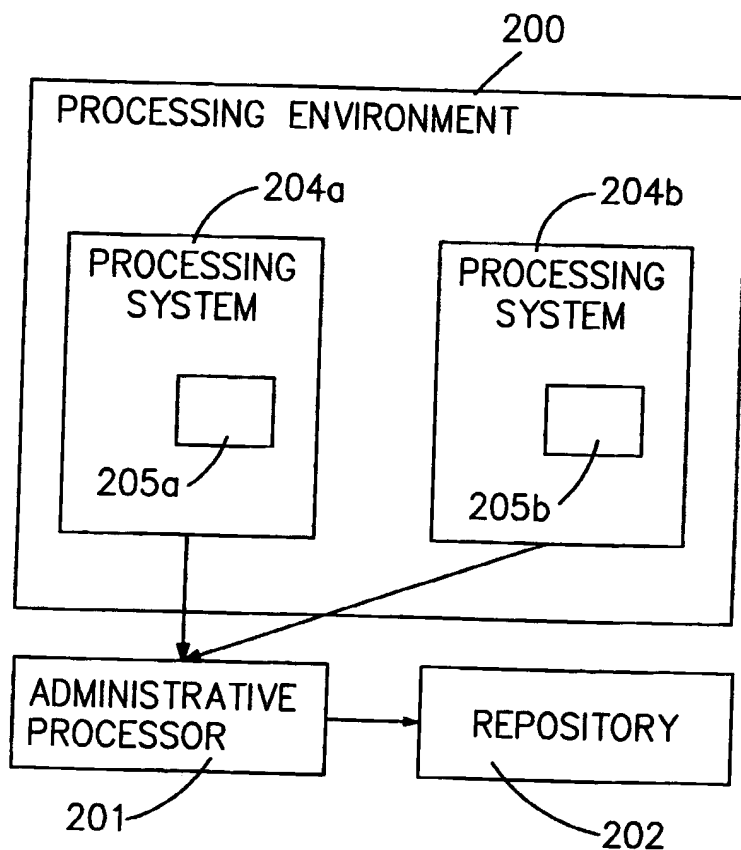 200
PROCESSING ENVIRONMENT
204a
204b
PROCESSING
SYSTEM
PROCESSING
SYSTEM
205a
205b
ADMINISTRATIVE
PROCESSOR
REPOSITORY
201
202